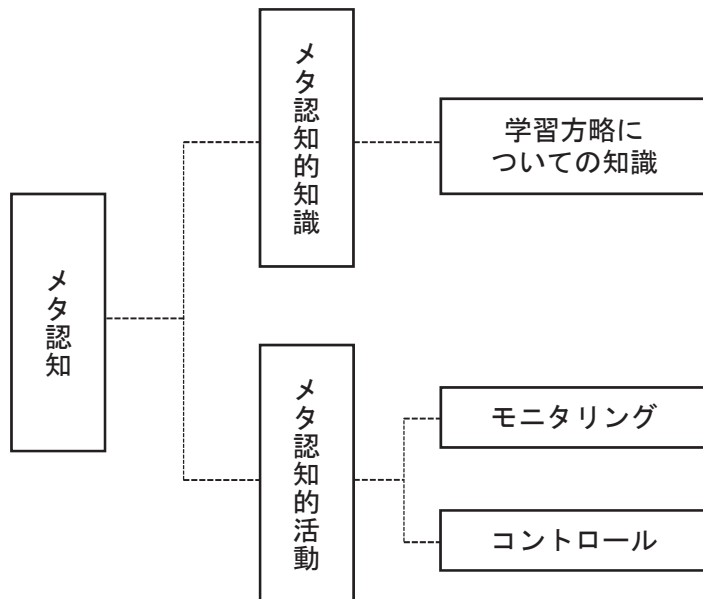 メタ認知
メタ認知的知識
学習方略に
ついての知識
メタ認知的活動
モニタリング
コントロール